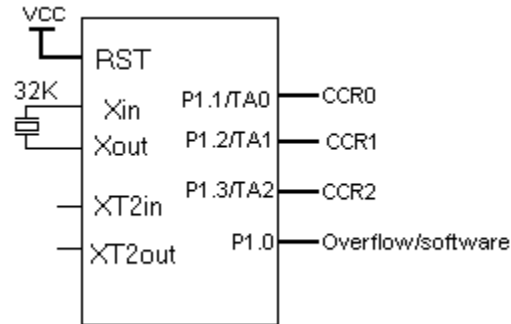 VCC
RST
32K
Xin
P1.1/TA0
CCR0
Xout
P1.2/TA1
CCR1
P1.3/TA2
CCR2
XT2in
P1.0
Overflow/software
XT2out